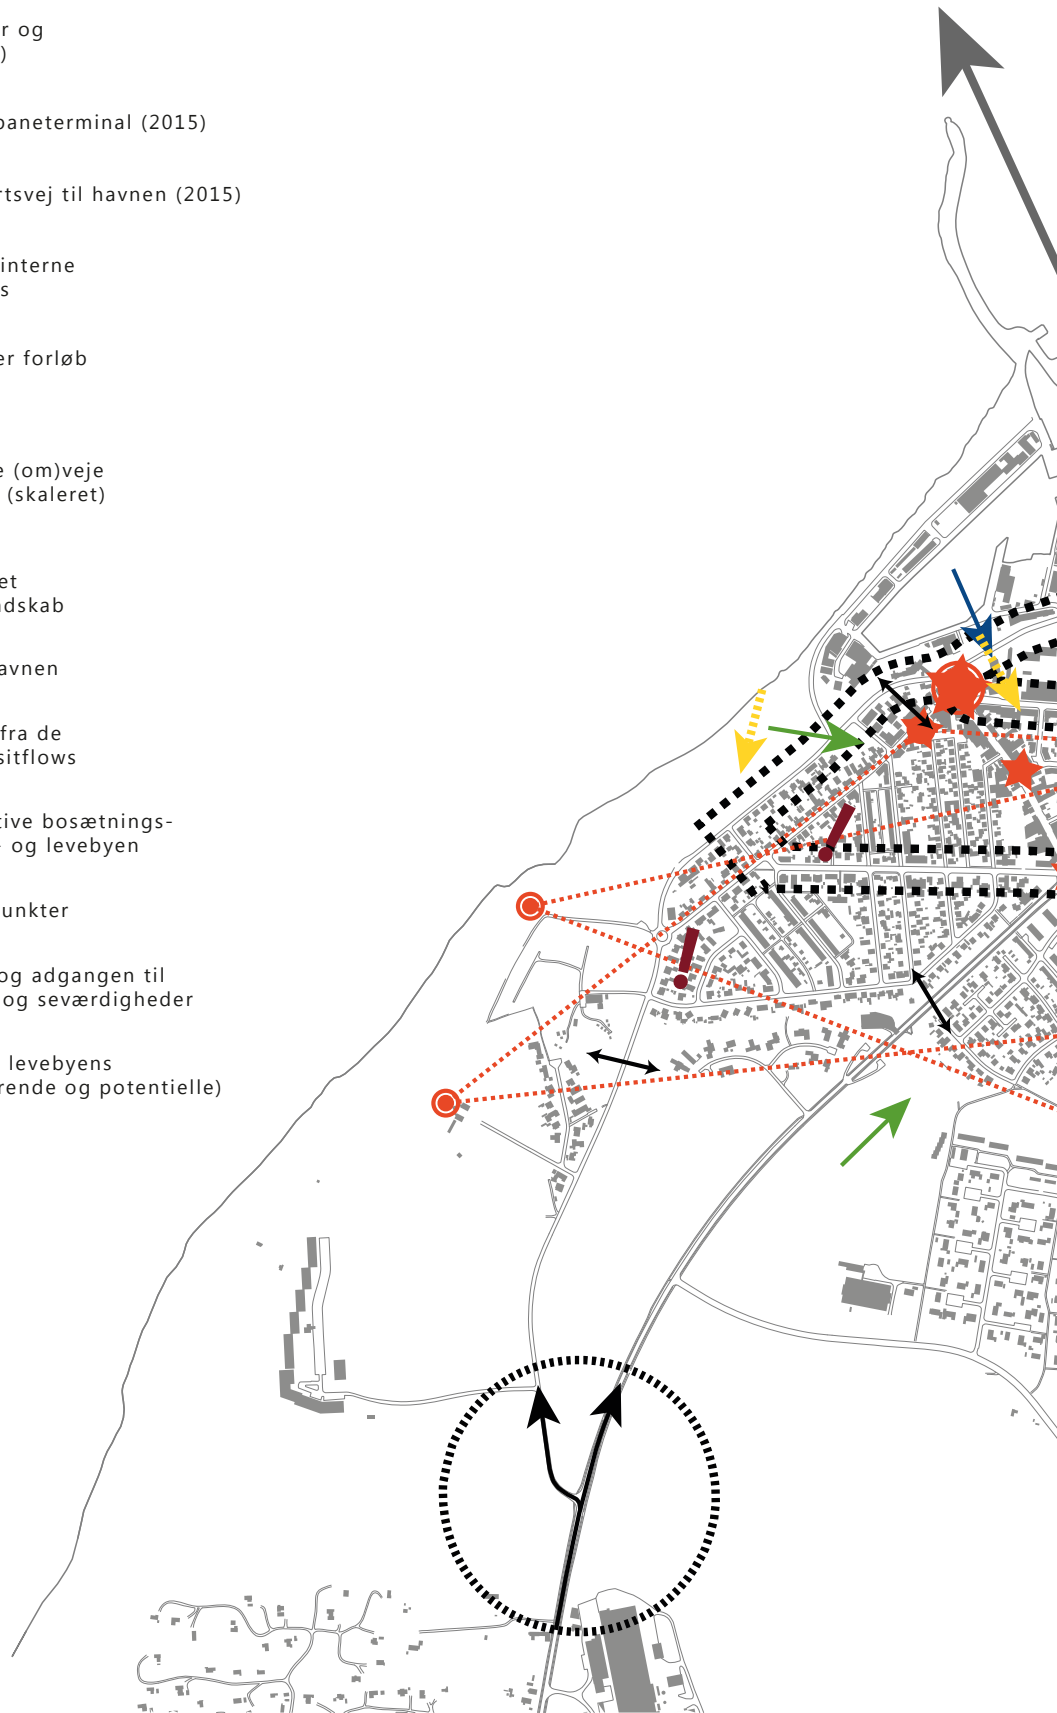 r og
)
baneterminal (2015)
rtsvej til havnen (2015)
interne
s
er forløb
e (om)veje
(skaleret)
et
dskab
avnen
fra de
sitflows
tive bosætnings-
- og levebyen
unkter
og adgangen til
og seværdigheder
levebyens
rende og potentielle)